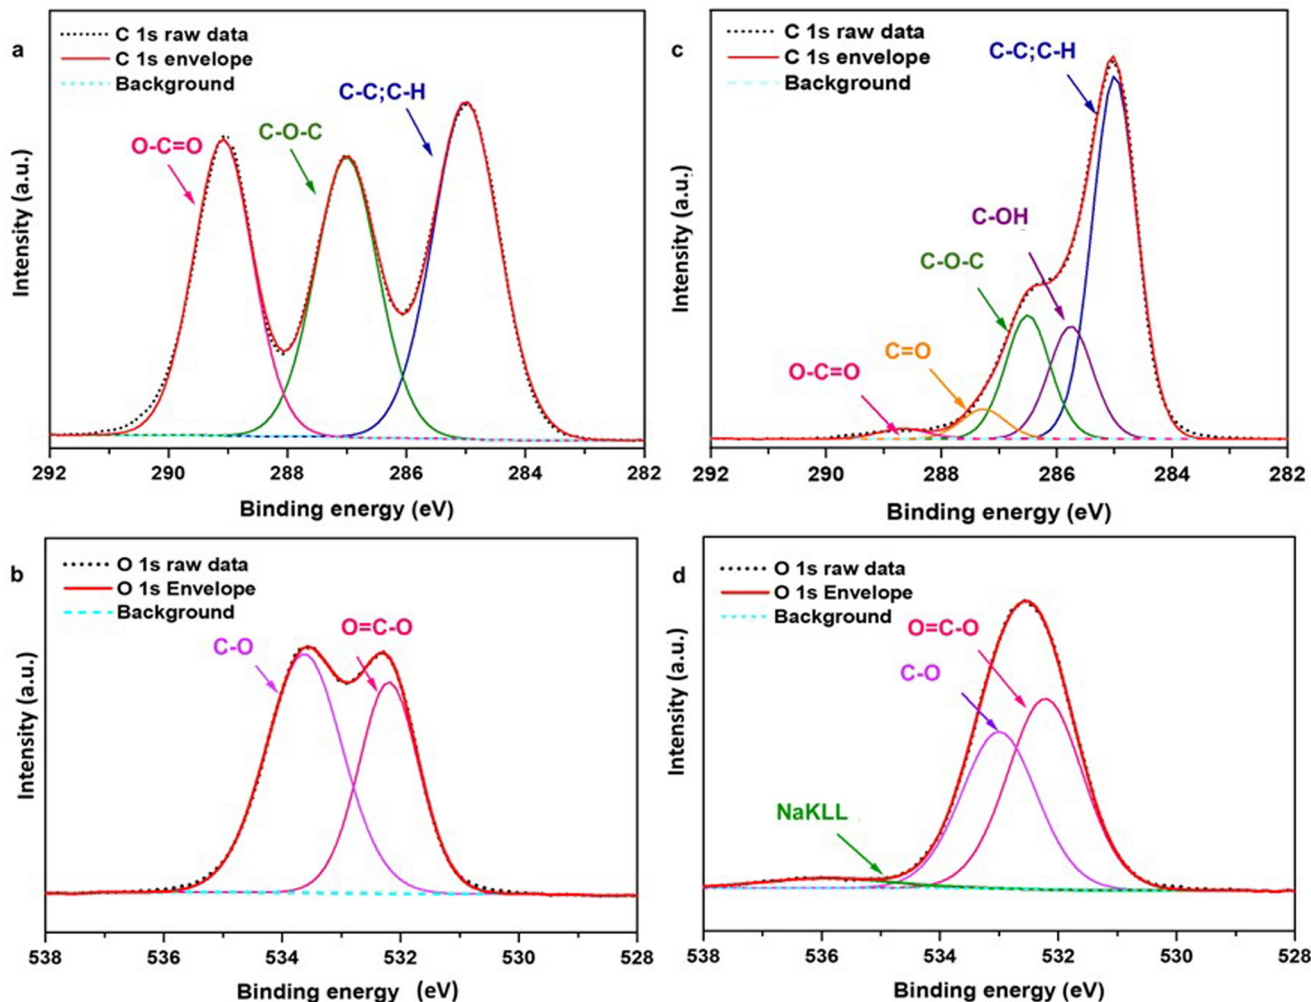 a
C 1s raw data
C 1s envelope
Background
O-C=O
C-O-C
C-C;C-H
Intensity (a.u.)
292 290 288 286 284 282
Binding energy (eV)
c
C 1s raw data
C 1s envelope
Background
C-C;C-H
C-OH
C-O-C
C=O
O-C=O
Intensity (a.u.)
292 290 288 286 284 282
Binding energy (eV)
b
O 1s raw data
O 1s Envelope
Background
C-O
O=C-O
Intensity (a.u.)
538 536 534 532 530 528
Binding energy (eV)
d
O 1s raw data
O 1s Envelope
Background
O=C-O
C-O
NaKLL
Intensity (a.u.)
538 536 534 532 530 528
Binding energy (eV)